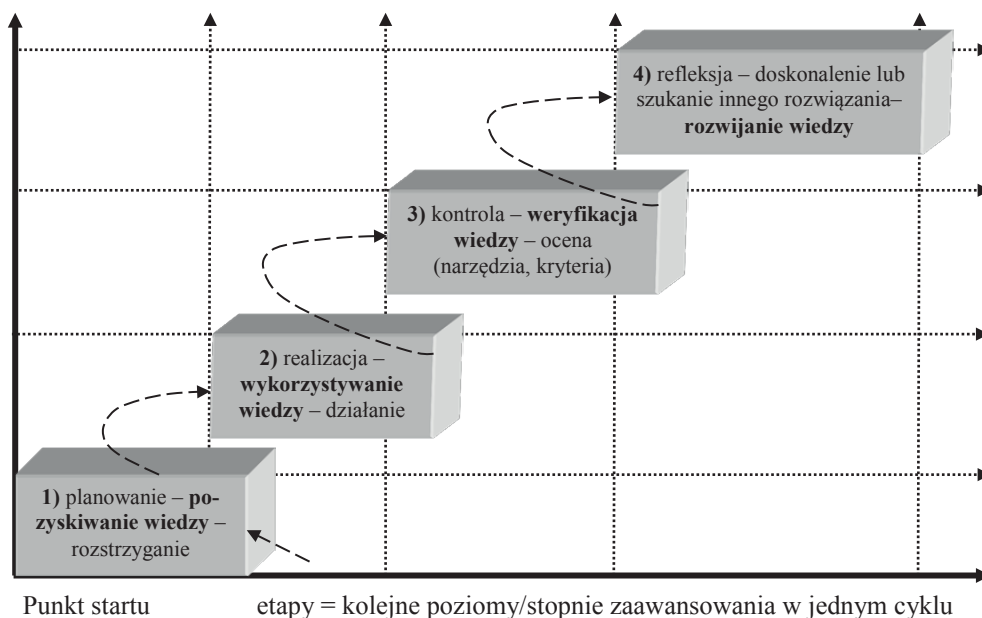 4) refleksja – doskonalenie lub
szukanie innego rozwiązania–
rozwijanie wiedzy
3) kontrola – weryfikacja
wiedzy – ocena
(narzędzia, kryteria)
2) realizacja –
wykorzystywanie
wiedzy – działanie
1) planowanie – po-
zyskiwanie wiedzy –
rozstrzyganie
Punkt startu
etapy = kolejne poziomy/stopnie zaawansowania w jednym cyklu